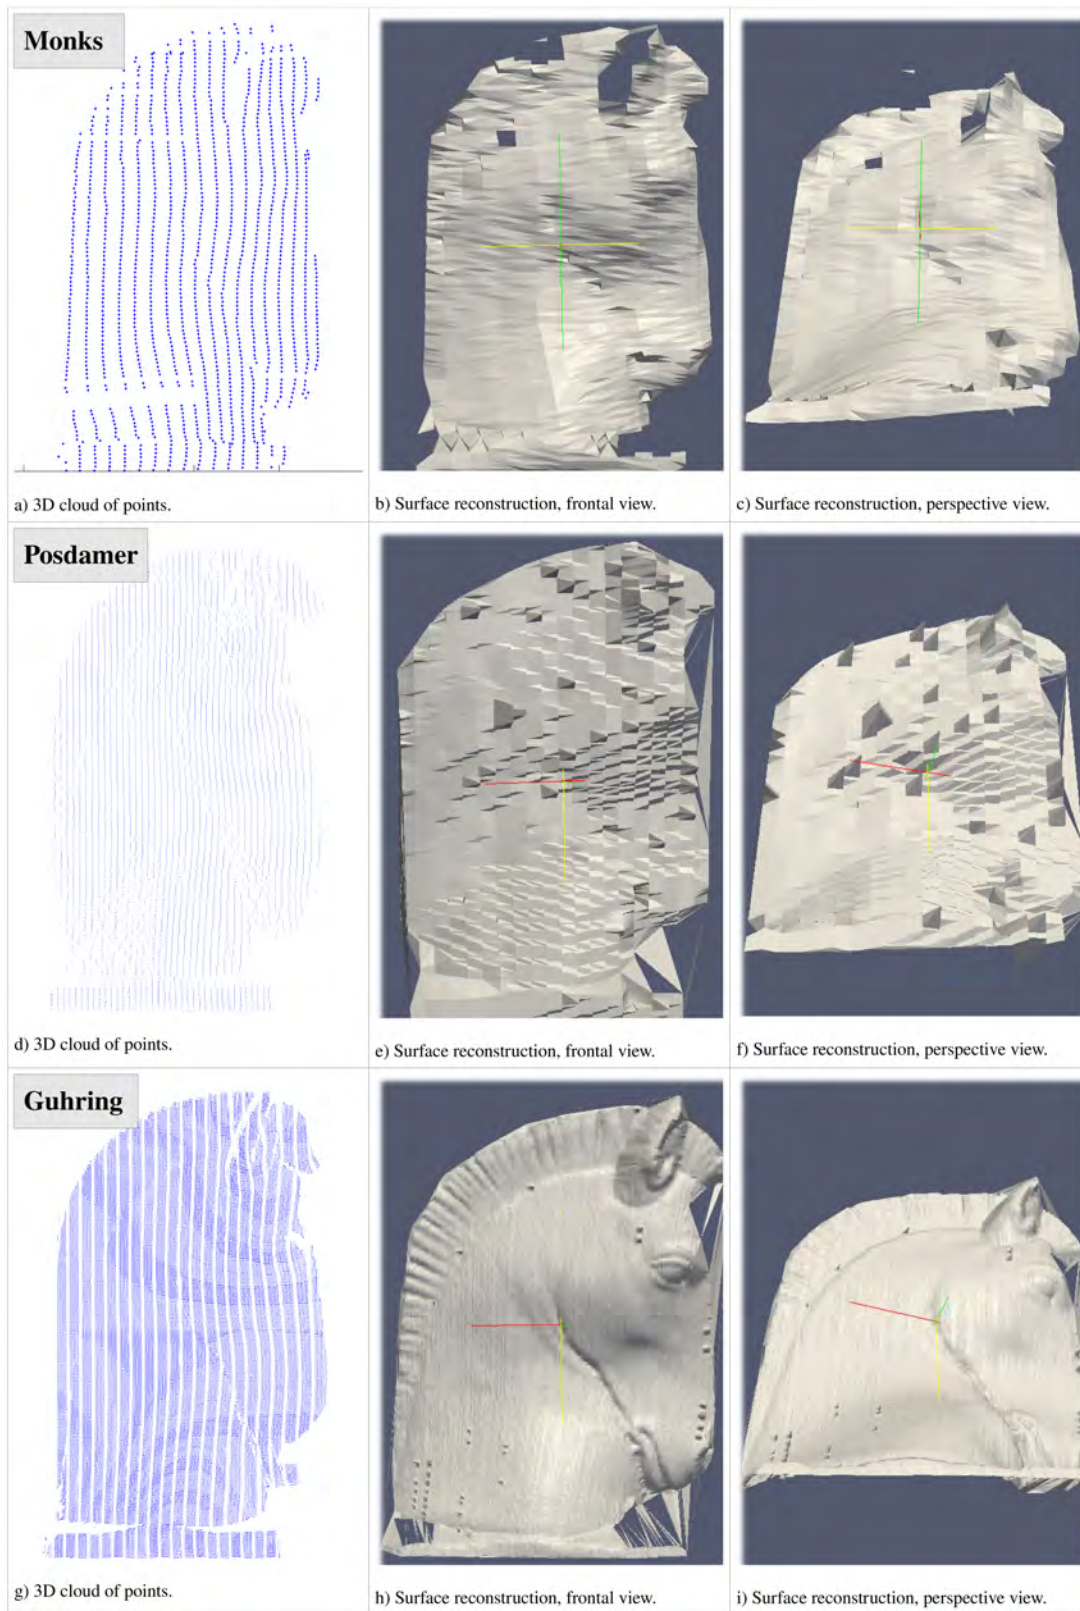 Monks
a) 3D cloud of points.
b) Surface reconstruction, frontal view.
c) Surface reconstruction, perspective view.
Posdamer
d) 3D cloud of points.
e) Surface reconstruction, frontal view.
f) Surface reconstruction, perspective view.
Guhring
g) 3D cloud of points.
h) Surface reconstruction, frontal view.
i) Surface reconstruction, perspective view.